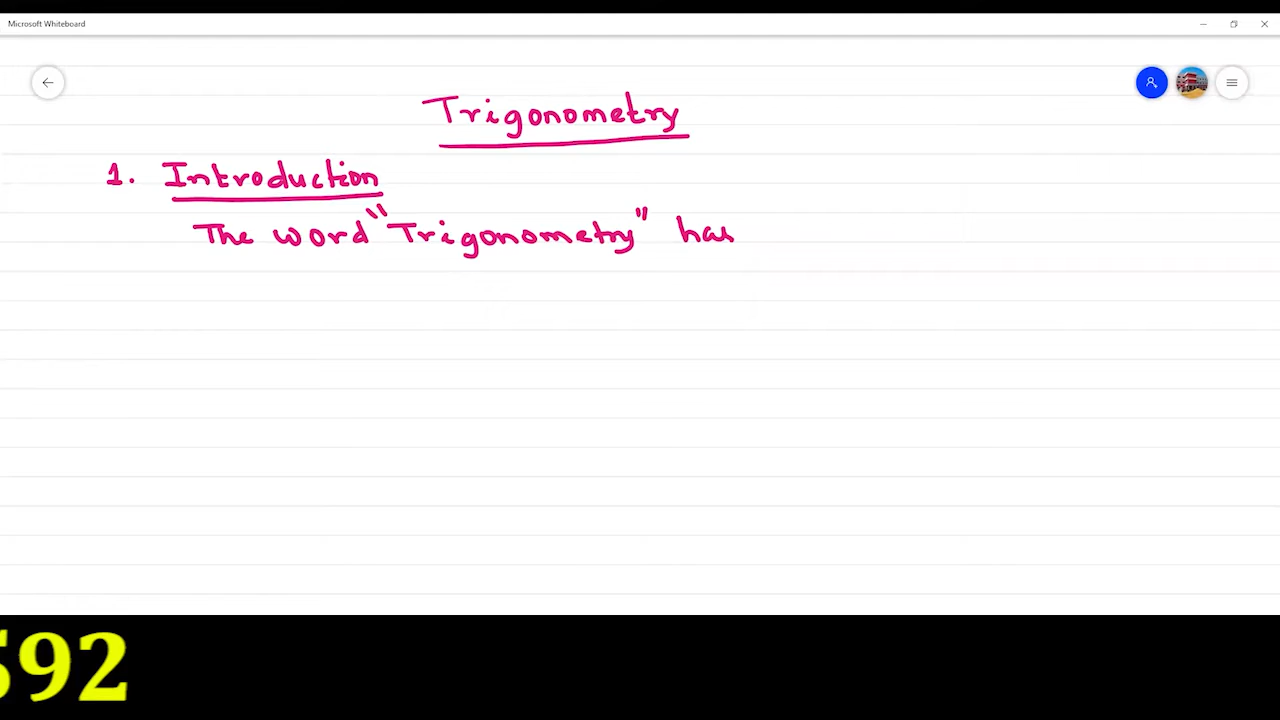 Microsoft Whiteboard
Trigonometry
1. Introduction
The word "Trigonometry" has
592